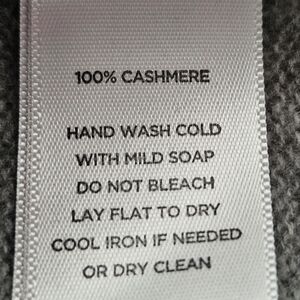 100% CASHMERE
HAND WASH COLD
WITH MILD SOAP
DO NOT BLEACH
LAY FLAT TO DRY
COOL IRON IF NEEDED
OR DRY CLEAN